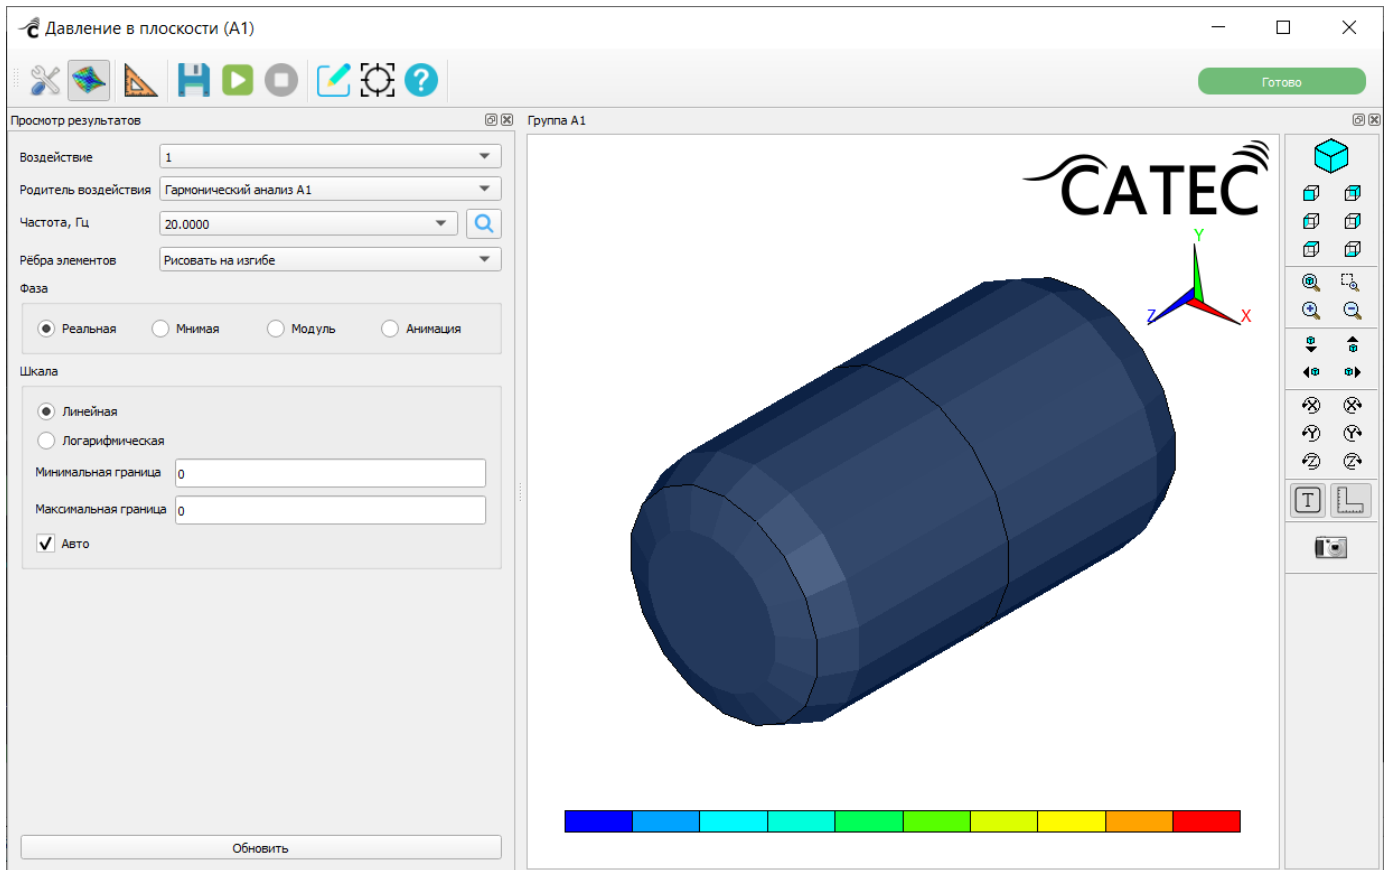 Давление в плоскости (A1)
Готово
Просмотр результатов
Группа A1
Воздействие
1
Родитель воздействия
Гармонический анализ A1
Частота, Гц
20.0000
Рёбра элементов
Рисовать на изгибе
Фаза
Реальная
Мнимая
Модуль
Анимация
Шкала
Линейная
Логарифмическая
Минимальная граница
0
Максимальная граница
0
Авто
Обновить
CATEC
Y
Z
X
X
X
Y
Y
Z
Z
T